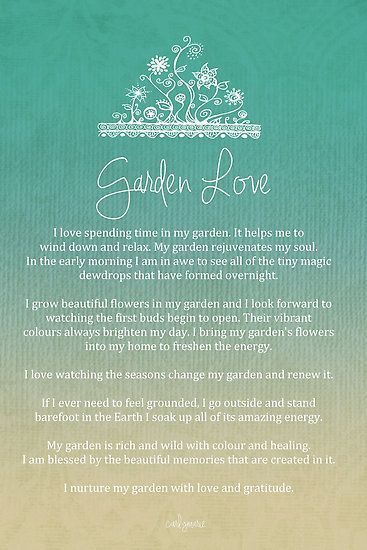 Garden Love
I love spending time in my garden. It helps me to
wind down and relax. My garden rejuvenates my soul.
In the early morning I am in awe to see all of the tiny magic
dewdrops that have formed overnight.
I grow beautiful flowers in my garden and I look forward to
watching the first buds begin to open. Their vibrant
colours always brighten my day. I bring my garden's flowers
into my home to freshen the energy.
I love watching the seasons change my garden and renew it.
If I ever need to feel grounded, I go outside and stand
barefoot in the Earth I soak up all of its amazing energy.
My garden is rich and wild with colour and healing.
I am blessed by the beautiful memories that are created in it.
I nurture my garden with love and gratitude.
carlymarie